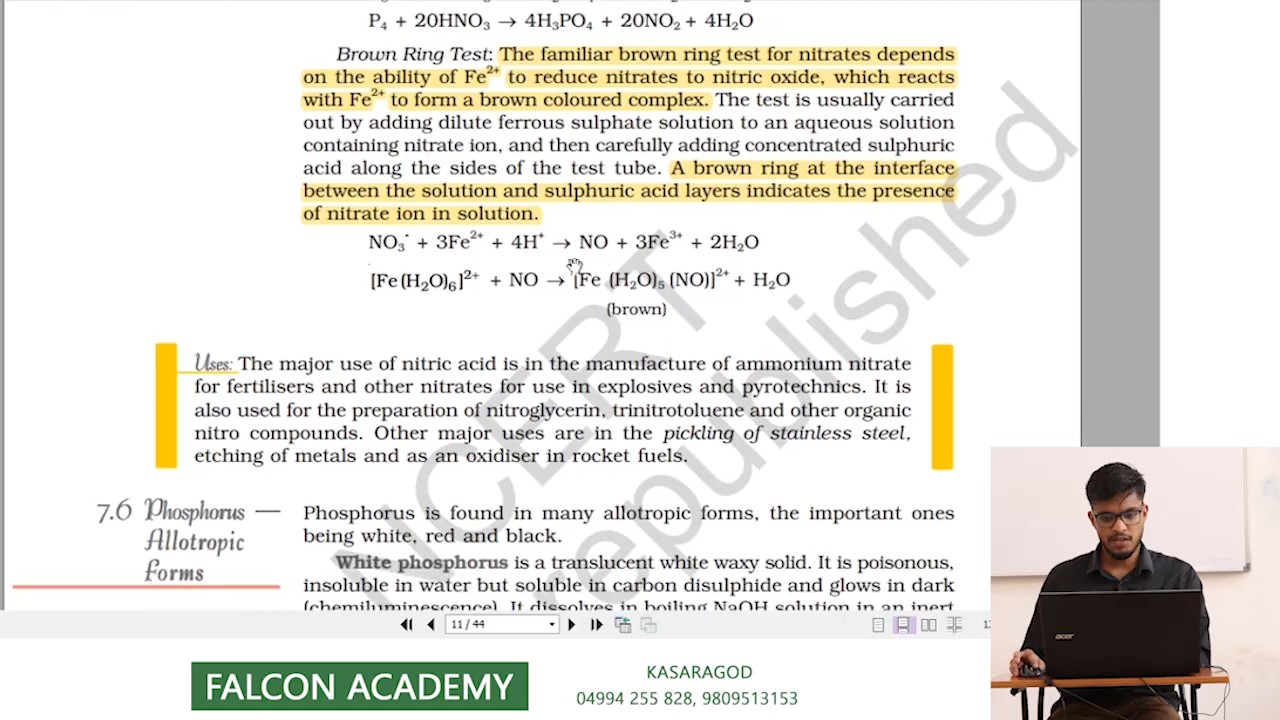 P₄ + 20HNO₃ → 4H₃PO₄ + 20NO₂ + 4H₂O
Brown Ring Test: The familiar brown ring test for nitrates depends
on the ability of Fe²⁺ to reduce nitrates to nitric oxide, which reacts
with Fe²⁺ to form a brown coloured complex. The test is usually carried
out by adding dilute ferrous sulphate solution to an aqueous solution
containing nitrate ion, and then carefully adding concentrated sulphuric
acid along the sides of the test tube. A brown ring at the interface
between the solution and sulphuric acid layers indicates the presence
of nitrate ion in solution.
NO₃⁻ + 3Fe²⁺ + 4H⁺ → NO + 3Fe³⁺ + 2H₂O
[Fe(H₂O)₆]²⁺ + NO → [Fe (H₂O)₅ (NO)]²⁺ + H₂O
(brown)
Uses: The major use of nitric acid is in the manufacture of ammonium nitrate
for fertilisers and other nitrates for use in explosives and pyrotechnics. It is
also used for the preparation of nitroglycerin, trinitrotoluene and other organic
nitro compounds. Other major uses are in the pickling of stainless steel,
etching of metals and as an oxidiser in rocket fuels.
7.6 Phosphorus —
Allotropic
Forms
Phosphorus is found in many allotropic forms, the important ones
being white, red and black.
White phosphorus is a translucent white waxy solid. It is poisonous,
insoluble in water but soluble in carbon disulphide and glows in dark
(chemiluminescence). It dissolves in boiling NaOH solution in an inert
NCERT
republished
11 / 44
acer
FALCON ACADEMY
KASARAGOD
04994 255 828, 9809513153